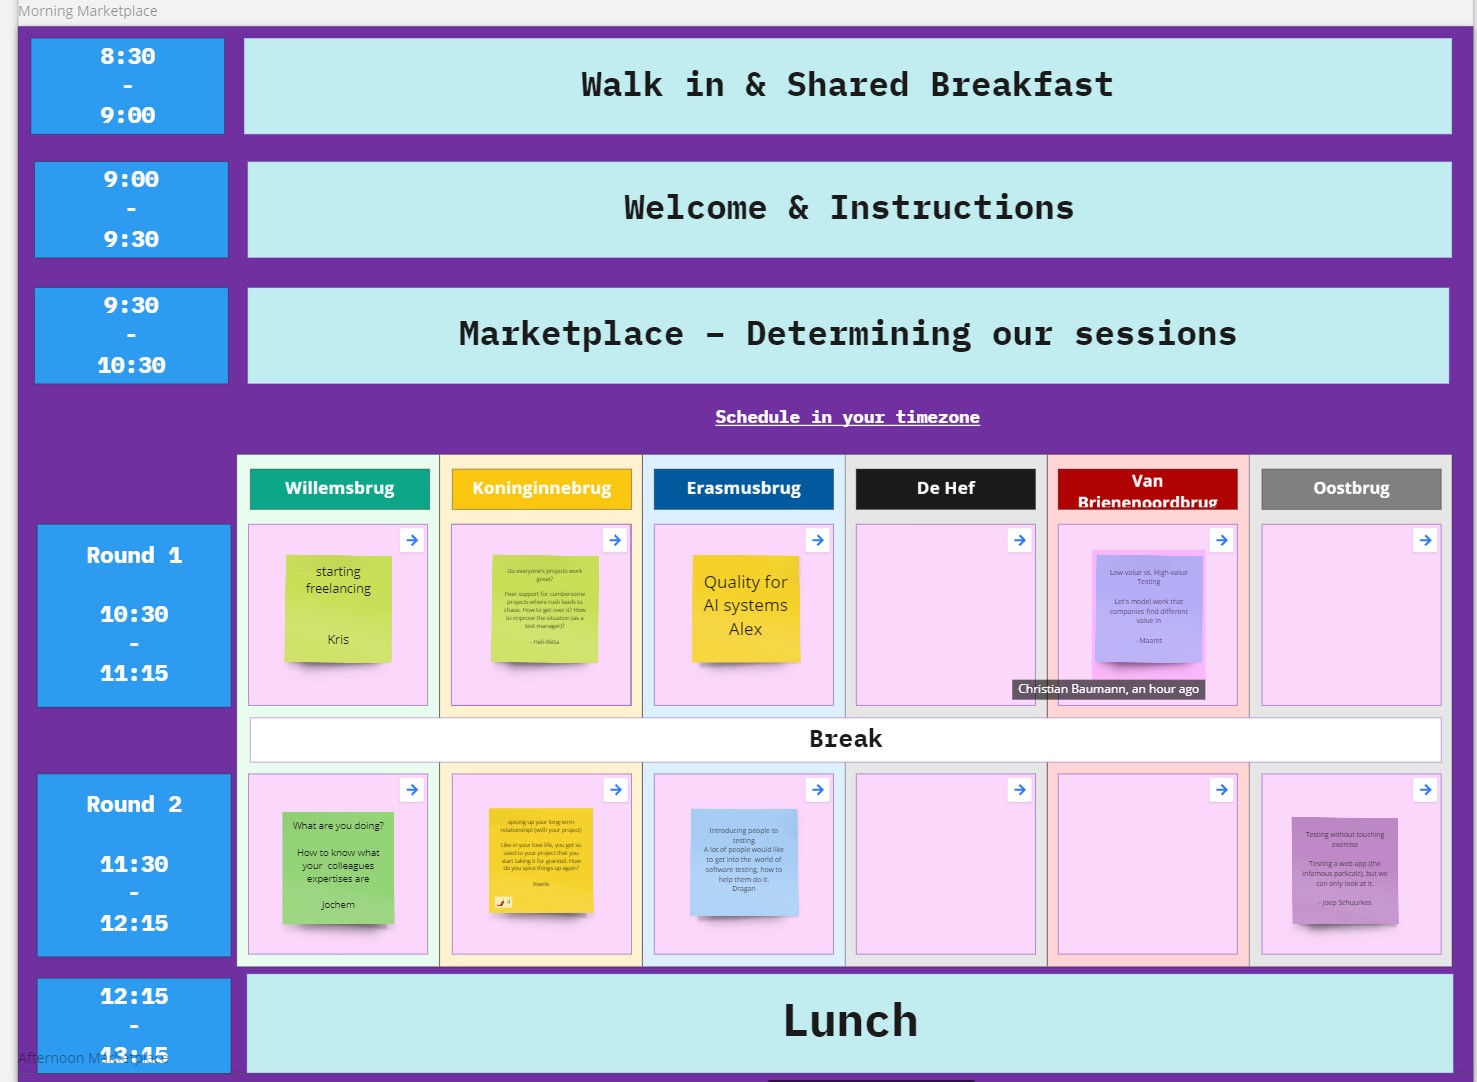 Morning Marketplace
8:30
-
9:00
Walk in & Shared Breakfast
9:00
-
9:30
Welcome & Instructions
9:30
-
10:30
Marketplace – Determining our sessions
Schedule in your timezone
Willemsbrug
Koninginnebrug
Erasmusbrug
De Hef
Van
Brienenoordbrug
Oostbrug
Round 1
10:30
-
11:15
starting
freelancing
Kris
Do everyone's projects work
great?
Peer support for cumbersome
projects where rush leads to
chaos. How to get over it? How
to improve the situation (as a
test manager)?
- Heli-Riitta
Quality for
AI systems
Alex
Low-value vs. High-value
Testing
Let's model work that
companies find different
value in
- Maaret
Christian Baumann, an hour ago
Break
Round 2
11:30
-
12:15
What are you doing?
How to know what
your colleagues
expertises are
Jochem
spicing up your long-term
relationship! (with your project)
Like in your love life, you get so
used to your project that you
start taking it for granted. How
do you spice things up again?
Veerle
4
Introducing people to
testing
A lot of people would like
to get into the world of
software testing, how to
help them do it.
Dragan
Testing without touching
exercise
Testing a web app (the
infamous parkcalc), but we
can only look at it.
- Joep Schuurkes
12:15
-
13:15
Lunch
Afternoon Marketplace